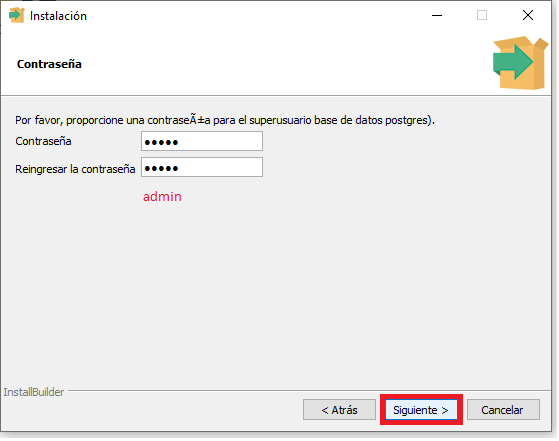 Instalación
Contraseña
Por favor, proporcione una contraseÃ±a para el superusuario base de datos postgres).
Contraseña •••••
Reingresar la contraseña •••••
admin
InstallBuilder
< Atrás Siguiente > Cancelar